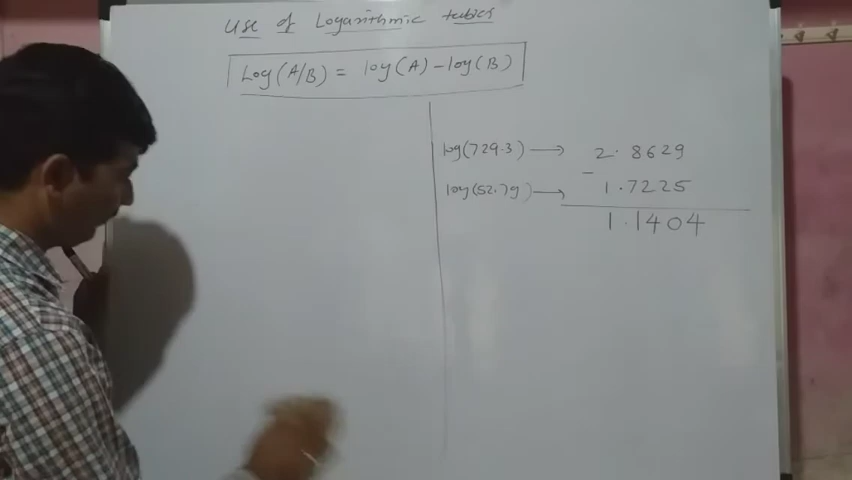 Use of Logarithmic tables
Log(A/B) = log(A) - log(B)
log(729.3) → 2.8629
-
log(52.79) → 1.7225
1.1404